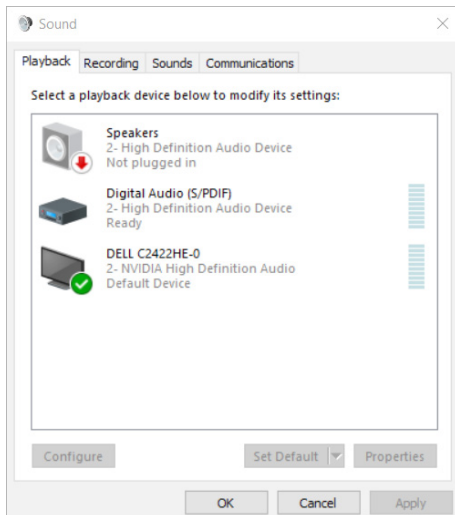 Sound
Playback Recording Sounds Communications
Select a playback device below to modify its settings:
Speakers
2- High Definition Audio Device
Not plugged in
Digital Audio (S/PDIF)
2- High Definition Audio Device
Ready
DELL C2422HE-0
2- NVIDIA High Definition Audio
Default Device
Configure Set Default Properties
OK Cancel Apply